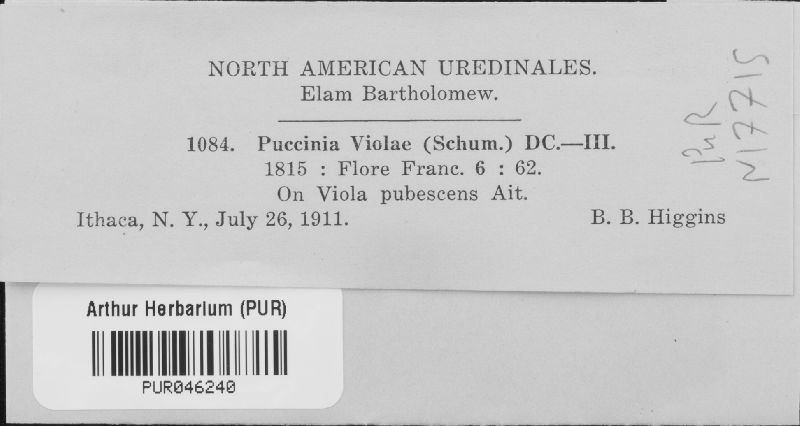 NORTH AMERICAN UREDINALES.
Elam Bartholomew.
1084. Puccinia Violae (Schum.) DC.—III.
1815 : Flore Franc. 6 : 62.
On Viola pubescens Ait.
Ithaca, N. Y., July 26, 1911. B. B. Higgins
PUR
N17715
Arthur Herbarium (PUR)
PUR046240